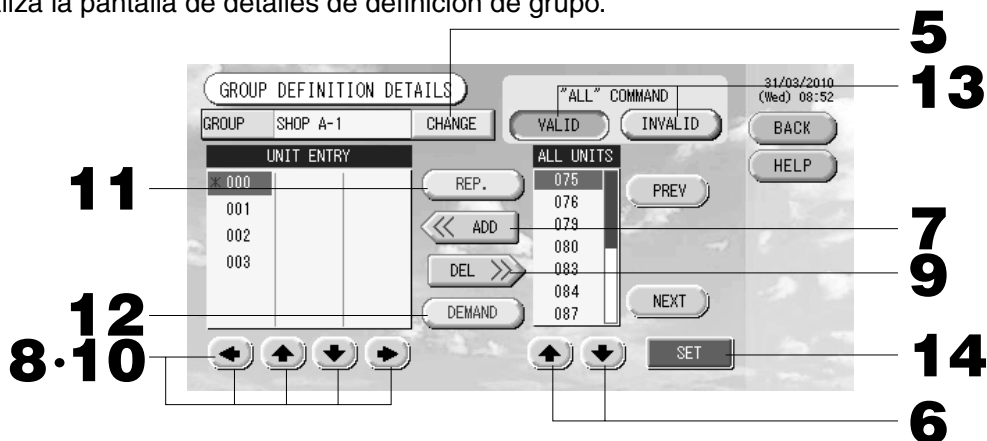 aliza la pantalla de detalles de definición de grupo.
5
GROUP DEFINITION DETAILS
"ALL" COMMAND
31/03/2010
(Wed) 08:52
13
GROUP SHOP A-1 CHANGE
VALID INVALID
BACK
UNIT ENTRY
ALL UNITS
HELP
11
* 000
001
002
003
REP.
ADD
DEL
DEMAND
075
076
079
080
083
084
087
PREV
NEXT
7
9
12
8·10
SET
14
6